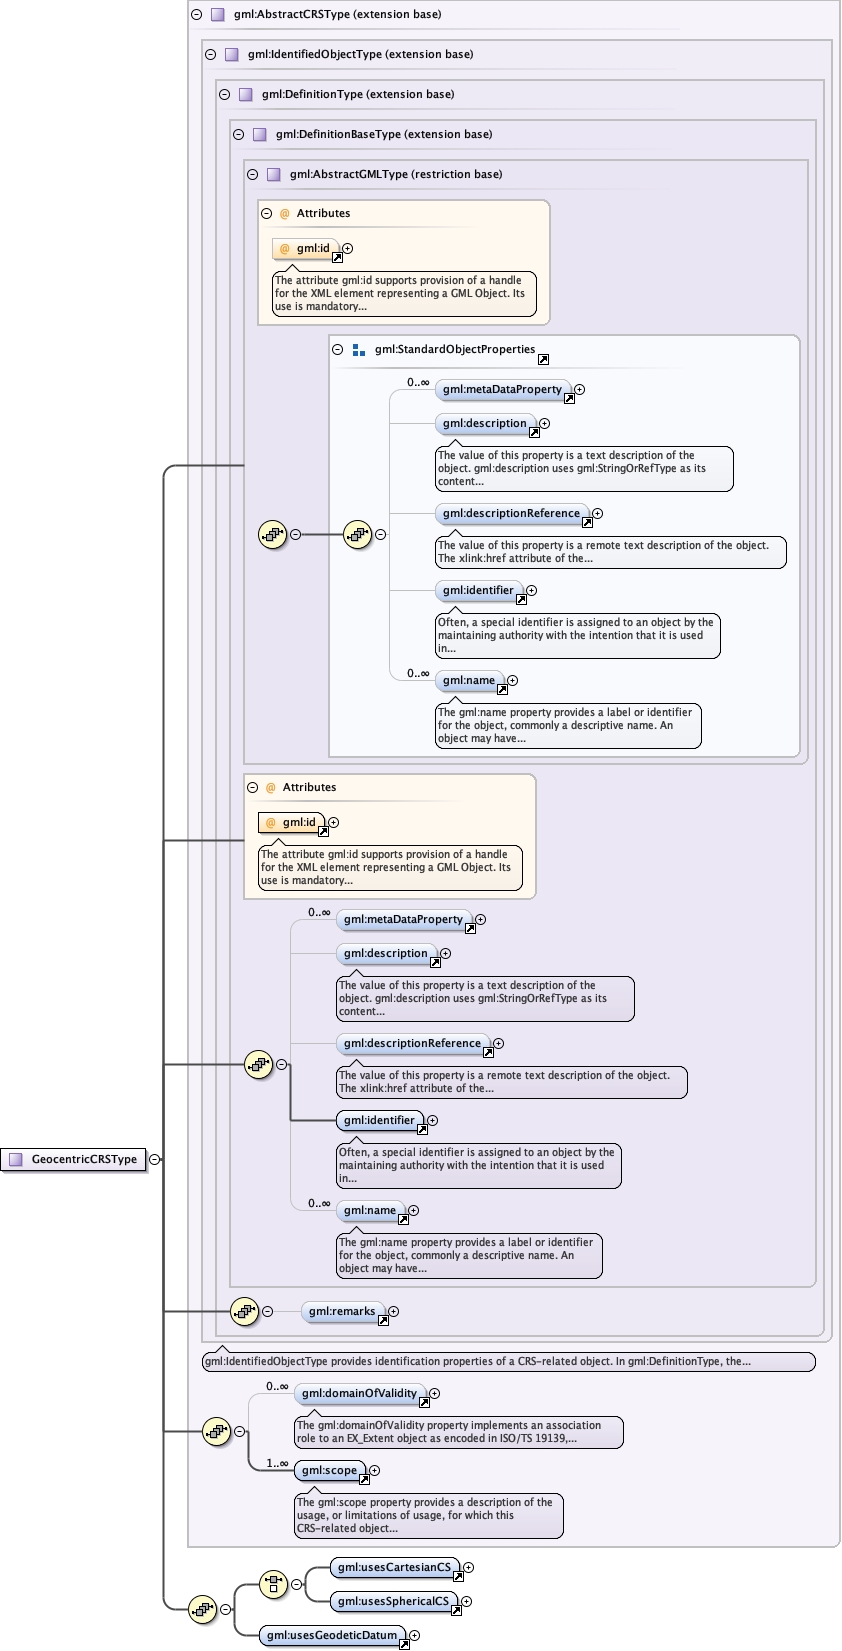 gml:AbstractCRSType (extension base)
gml:IdentifiedObjectType (extension base)
gml:DefinitionType (extension base)
gml:DefinitionBaseType (extension base)
gml:AbstractGMLType (restriction base)
@ Attributes
@ gml:id
The attribute gml:id supports provision of a handle
for the XML element representing a GML Object. Its
use is mandatory...
gml:StandardObjectProperties
0..∞
gml:metaDataProperty
gml:description
The value of this property is a text description of the
object. gml:description uses gml:StringOrRefType as its
content...
gml:descriptionReference
The value of this property is a remote text description of the object.
The xlink:href attribute of the...
gml:identifier
Often, a special identifier is assigned to an object by the
maintaining authority with the intention that it is used
in...
0..∞
gml:name
The gml:name property provides a label or identifier
for the object, commonly a descriptive name. An
object may have...
@ Attributes
@ gml:id
The attribute gml:id supports provision of a handle
for the XML element representing a GML Object. Its
use is mandatory...
0..∞
gml:metaDataProperty
gml:description
The value of this property is a text description of the
object. gml:description uses gml:StringOrRefType as its
content...
gml:descriptionReference
The value of this property is a remote text description of the object.
The xlink:href attribute of the...
gml:identifier
Often, a special identifier is assigned to an object by the
maintaining authority with the intention that it is used
in...
GeocentricCRSType
0..∞
gml:name
The gml:name property provides a label or identifier
for the object, commonly a descriptive name. An
object may have...
gml:remarks
gml:IdentifiedObjectType provides identification properties of a CRS-related object. In gml:DefinitionType, the...
0..∞
gml:domainOfValidity
The gml:domainOfValidity property implements an association
role to an EX_Extent object as encoded in ISO/TS 19139,...
1..∞
gml:scope
The gml:scope property provides a description of the
usage, or limitations of usage, for which this
CRS-related object...
gml:usesCartesianCS
gml:usesSphericalCS
gml:usesGeodeticDatum